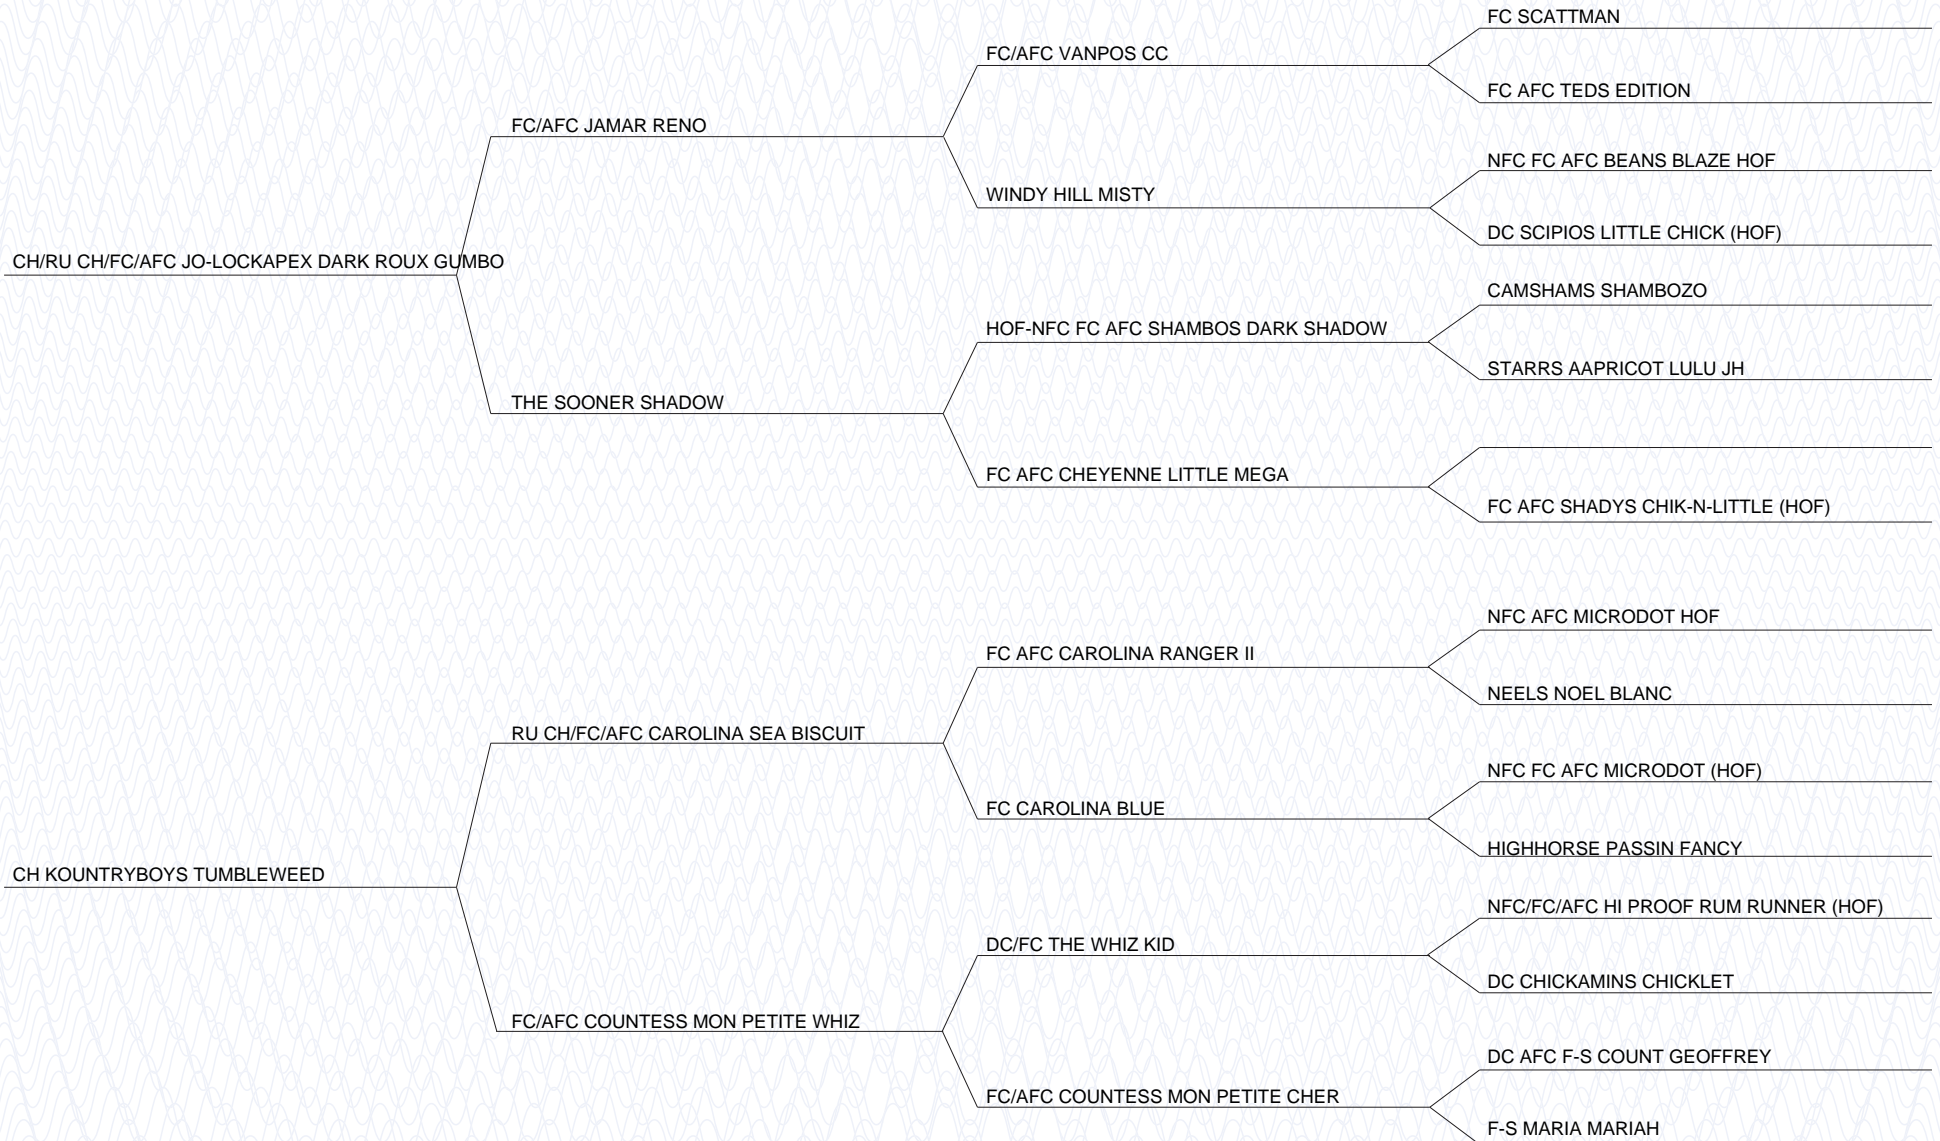 FC SCATTMAN
FC/AFC VANPOS CC
FC AFC TEDS EDITION
FC/AFC JAMAR RENO
NFC FC AFC BEANS BLAZE HOF
WINDY HILL MISTY
DC SCIPIOS LITTLE CHICK (HOF)
CH/RU CH/FC/AFC JO-LOCKAPEX DARK ROUX GUMBO
CAMSHAMS SHAMBOZO
HOF-NFC FC AFC SHAMBOS DARK SHADOW
STARRS AAPRICOT LULU JH
THE SOONER SHADOW
FC AFC CHEYENNE LITTLE MEGA
FC AFC SHADYS CHIK-N-LITTLE (HOF)
NFC AFC MICRODOT HOF
FC AFC CAROLINA RANGER II
NEELS NOEL BLANC
RU CH/FC/AFC CAROLINA SEA BISCUIT
NFC FC AFC MICRODOT (HOF)
FC CAROLINA BLUE
HIGHHORSE PASSIN FANCY
CH KOUNTRYBOYS TUMBLEWEED
NFC/FC/AFC HI PROOF RUM RUNNER (HOF)
DC/FC THE WHIZ KID
DC CHICKAMINS CHICKLET
FC/AFC COUNTESS MON PETITE WHIZ
DC AFC F-S COUNT GEOFFREY
FC/AFC COUNTESS MON PETITE CHER
F-S MARIA MARIAH